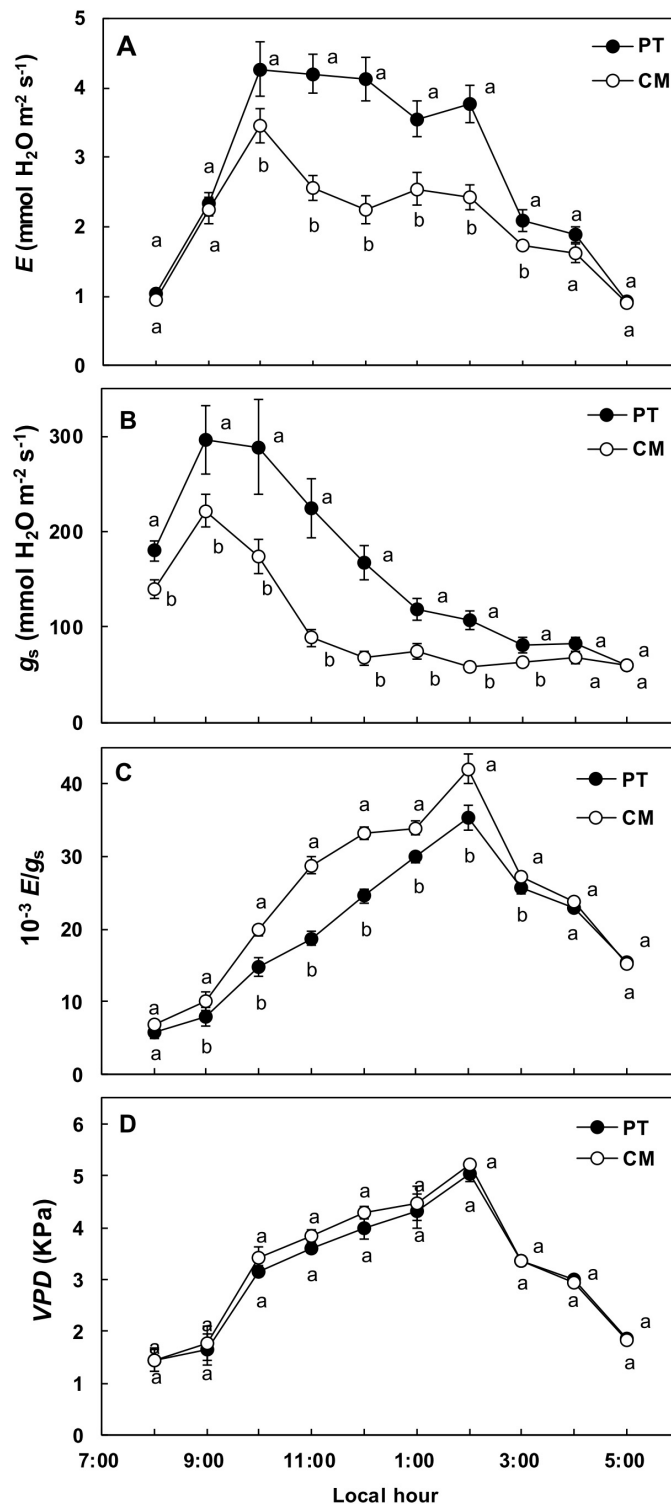 5
A
PT
a
a
a
4
CM
a
a
E (mmol H₂O m⁻² s⁻¹)
3
b
a
a
2
b
b
b
b
a
a
a
b
a
1
a
a
0
B
PT
300
a
a
CM
gₛ (mmol H₂O m⁻² s⁻¹)
a
200
a
b
a
b
b
a
a
100
a
a
a
b
b
b
b
b
a
a
0
C
a
PT
40
CM
a
a
a
10⁻³ E/gₛ
30
a
b
a
a
20
b
b
b
a
a
b
10
a
b
a
a
b
0
D
PT
6
CM
a
5
a
a
a
VPD (KPa)
4
a
a
a
a
a
a
3
a
a
a
a
2
a
a
a
a
a
1
a
0
7:00 9:00 11:00 1:00 3:00 5:00
Local hour